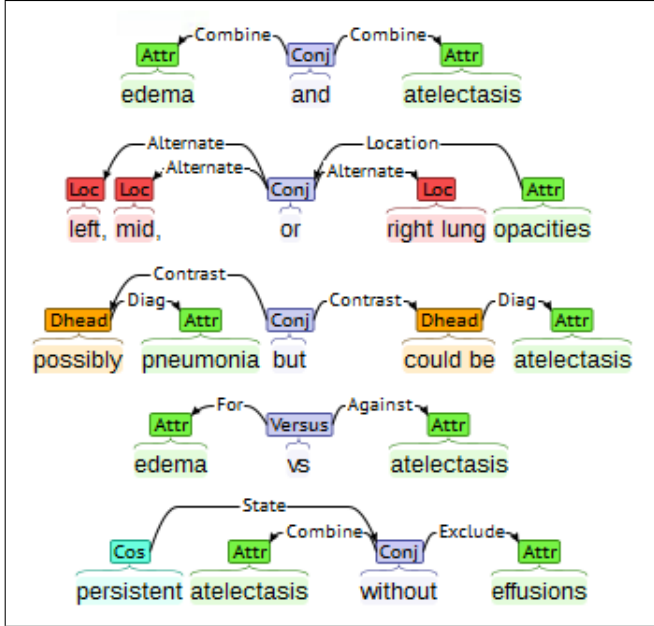 Combine Combine
Attr Conj Attr
edema and atelectasis
Alternate Location
Alternate Alternate
Loc Loc Conj Loc Attr
left, mid, or right lung opacities
Contrast
Diag Contrast Diag
Dhead Attr Conj Dhead Attr
possibly pneumonia but could be atelectasis
For Against
Attr Versus Attr
edema vs atelectasis
State
Combine Exclude
Cos Attr Conj Attr
persistent atelectasis without effusions